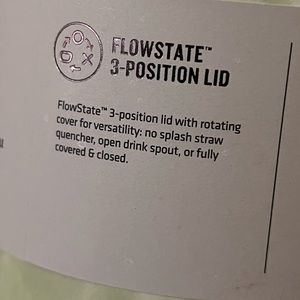 FLOWSTATE™
3-POSITION LID
FlowState™ 3-position lid with rotating
cover for versatility: no splash straw
quencher, open drink spout, or fully
covered & closed.